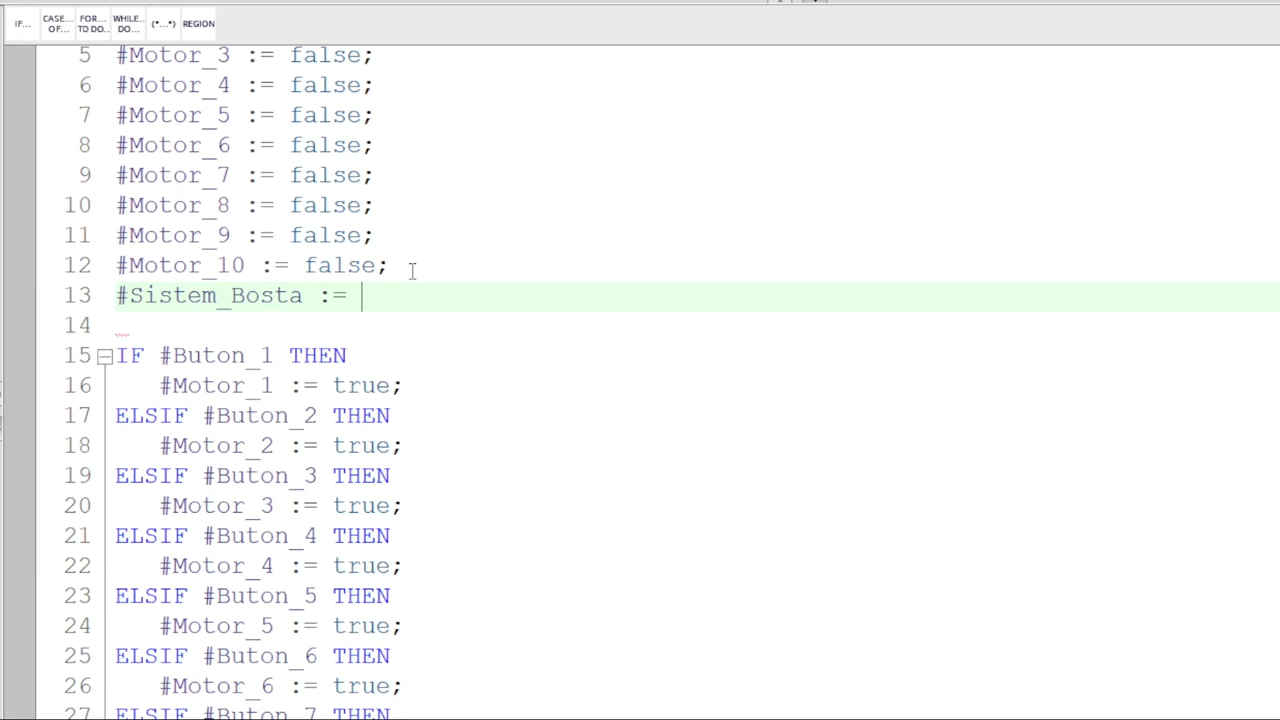 IF... CASE... OF... FOR... TO DO... WHILE... DO... (*...*) REGION
5 #Motor_3 := false;
6 #Motor_4 := false;
7 #Motor_5 := false;
8 #Motor_6 := false;
9 #Motor_7 := false;
10 #Motor_8 := false;
11 #Motor_9 := false;
12 #Motor_10 := false;
13 #Sistem_Bosta :=
14
15 IF #Buton_1 THEN
16 #Motor_1 := true;
17 ELSIF #Buton_2 THEN
18 #Motor_2 := true;
19 ELSIF #Buton_3 THEN
20 #Motor_3 := true;
21 ELSIF #Buton_4 THEN
22 #Motor_4 := true;
23 ELSIF #Buton_5 THEN
24 #Motor_5 := true;
25 ELSIF #Buton_6 THEN
26 #Motor_6 := true;
27 ELSIF #Buton_7 THEN